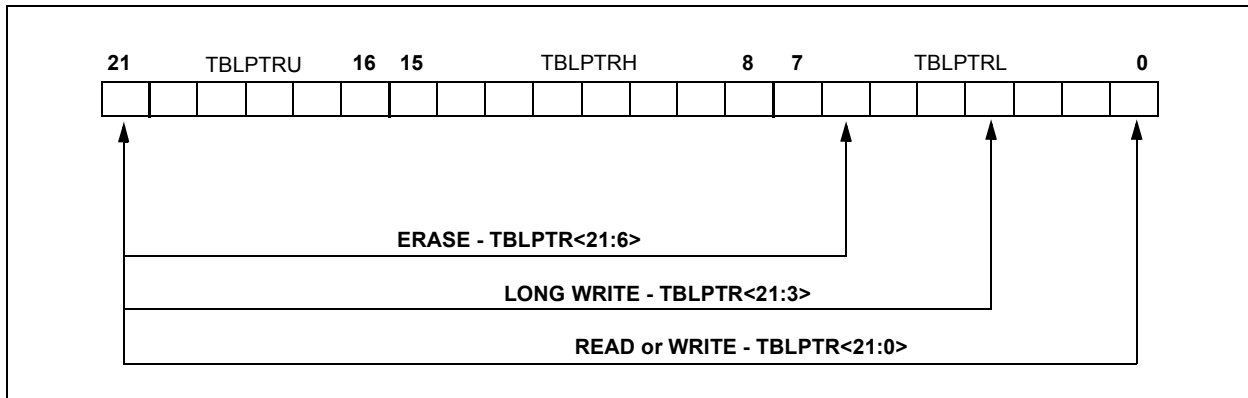 21 TBLPTRU 16 15 TBLPTRH 8 7 TBLPTRL 0
ERASE - TBLPTR<21:6>
LONG WRITE - TBLPTR<21:3>
READ or WRITE - TBLPTR<21:0>